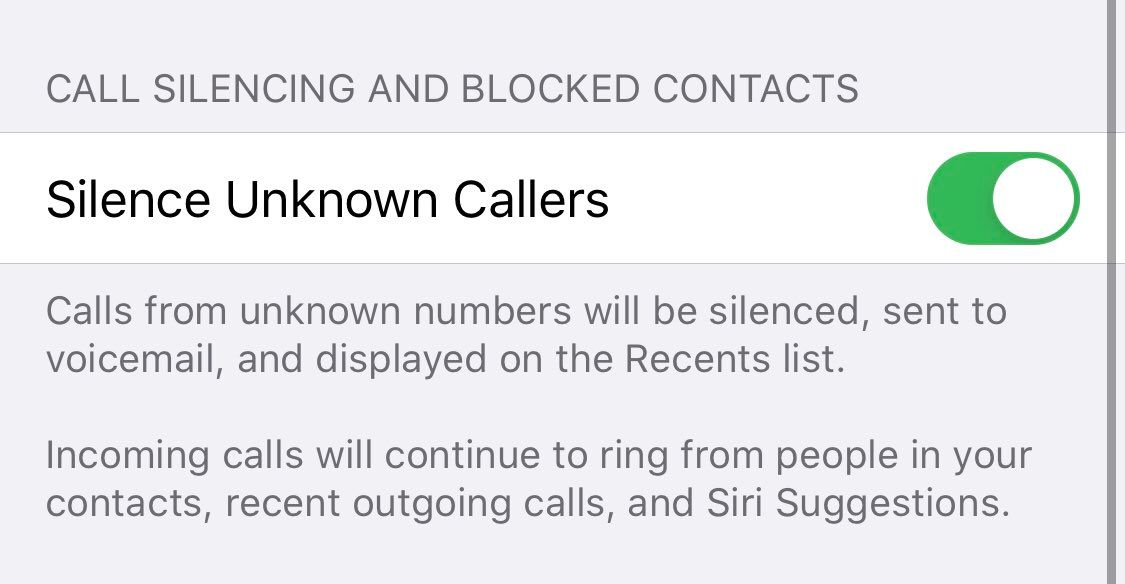 CALL SILENCING AND BLOCKED CONTACTS
Silence Unknown Callers
Calls from unknown numbers will be silenced, sent to
voicemail, and displayed on the Recents list.
Incoming calls will continue to ring from people in your
contacts, recent outgoing calls, and Siri Suggestions.